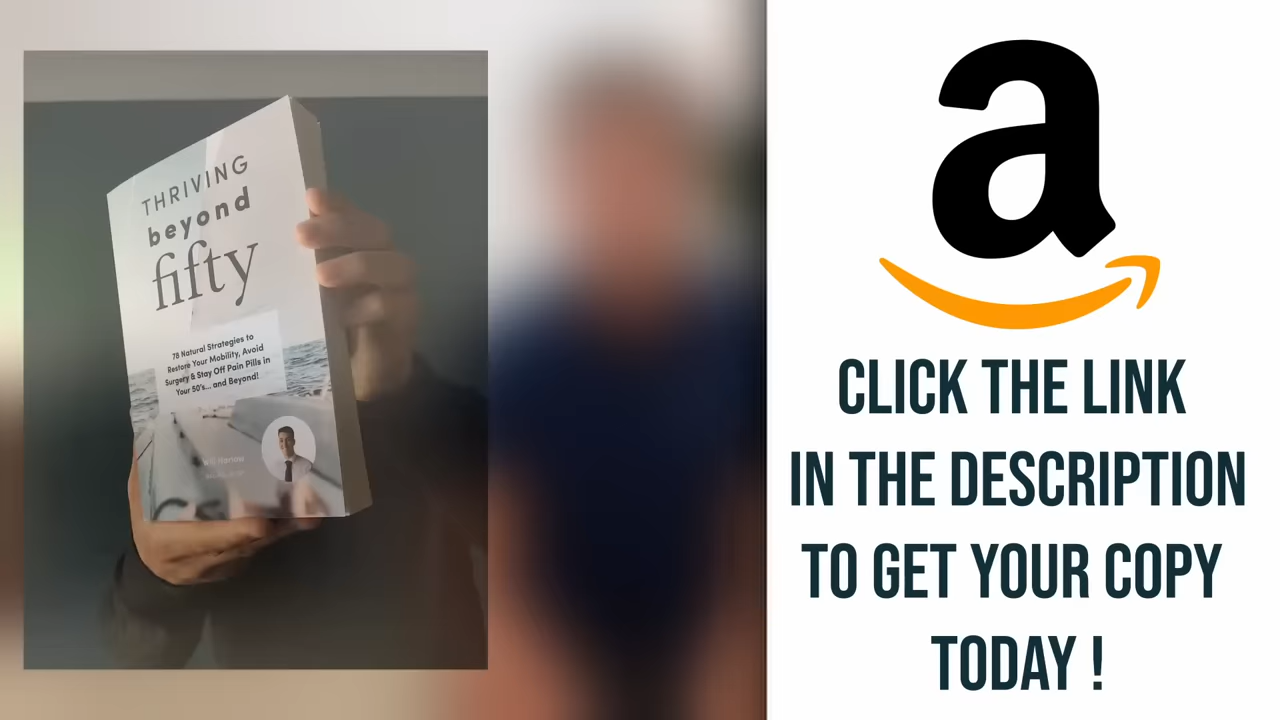 THRIVING
beyond
fifty
78 Natural Strategies to
Restore Your Mobility, Avoid
Surgery & Stay Off Pain Pills in
Your 50's... and Beyond!
Harlow
a
CLICK THE LINK
IN THE DESCRIPTION
TO GET YOUR COPY
TODAY !